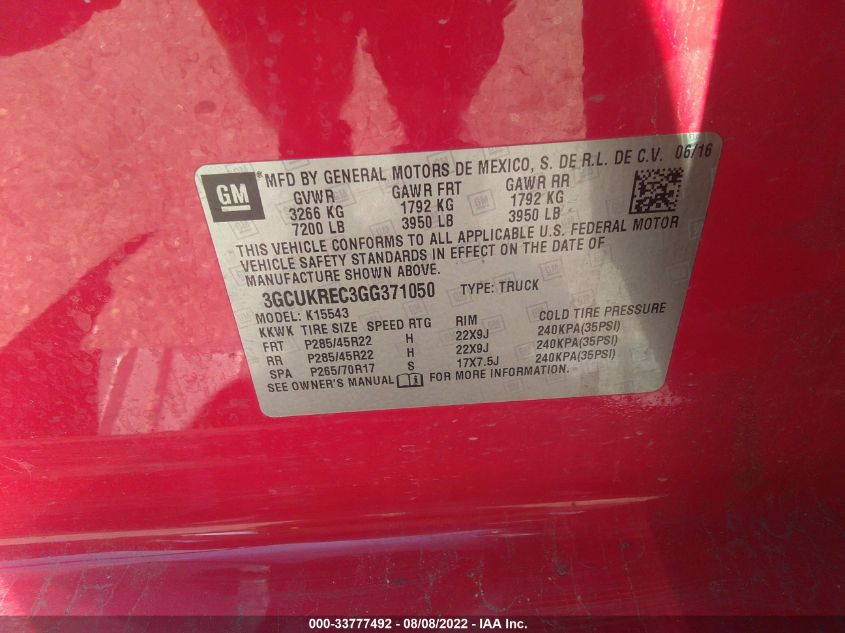 GM
* MFD BY GENERAL MOTORS DE MEXICO, S. DE R.L. DE C.V. 06/16
GVWR GAWR FRT GAWR RR
3266 KG 1792 KG 1792 KG
7200 LB 3950 LB 3950 LB
THIS VEHICLE CONFORMS TO ALL APPLICABLE U.S. FEDERAL MOTOR
VEHICLE SAFETY STANDARDS IN EFFECT ON THE DATE OF
MANUFACTURE SHOWN ABOVE.
3GCUKREC3GG371050 TYPE: TRUCK
MODEL: K15543
KKWK TIRE SIZE SPEED RTG RIM COLD TIRE PRESSURE
FRT P285/45R22 H 22X9J 240KPA(35PSI)
RR P285/45R22 H 22X9J 240KPA(35PSI)
SPA P265/70R17 S 17X7.5J 240KPA(35PSI)
SEE OWNER'S MANUAL FOR MORE INFORMATION.
000-33777492 - 08/08/2022 - IAA Inc.